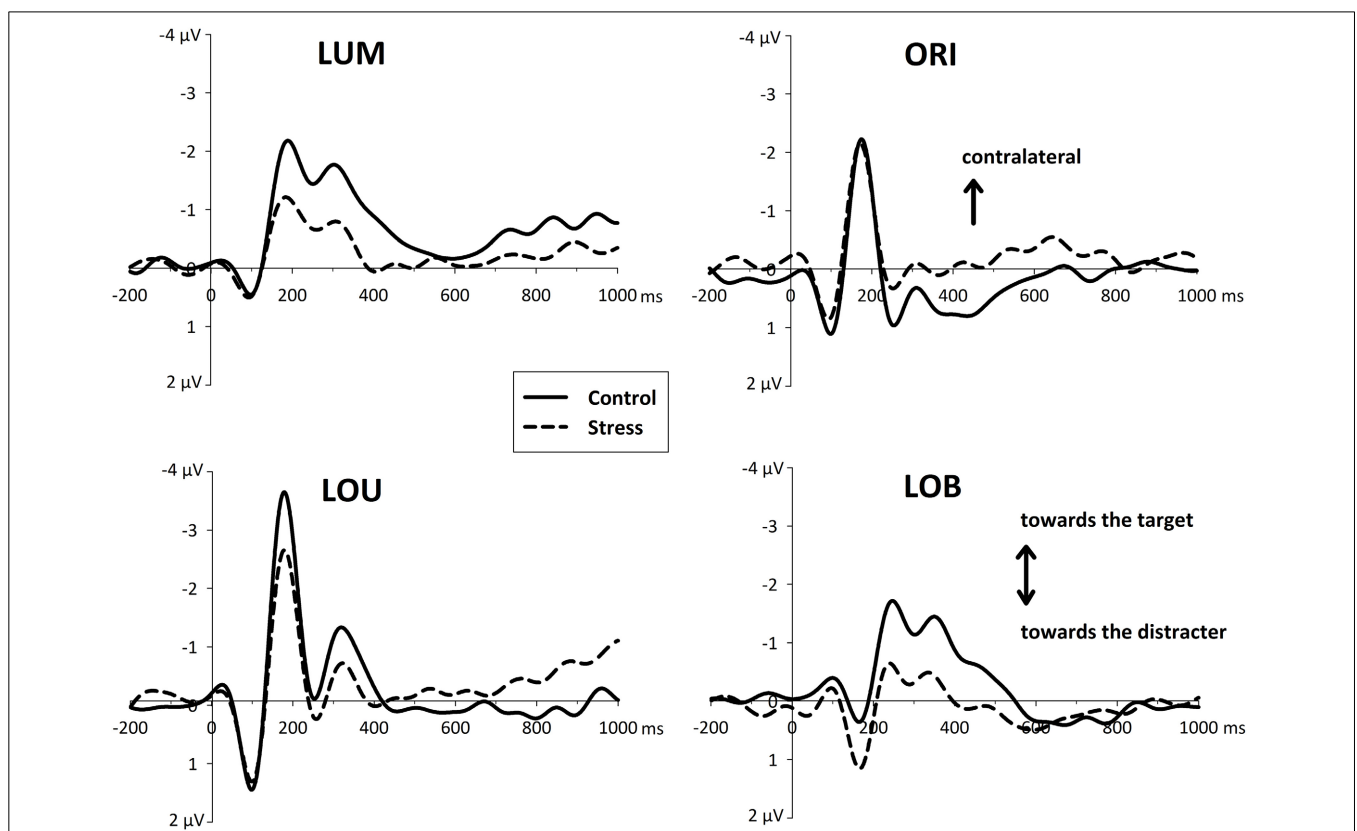 LUM
-4 µV
-3
-2
-1
0
1
2 µV
-200 0 200 400 600 800 1000 ms
ORI
-4 µV
-3
-2
-1
0
1
2 µV
-200 0 200 400 600 800 1000 ms
contralateral
Control
Stress
LOU
-4 µV
-3
-2
-1
0
1
2 µV
-200 0 200 400 600 800 1000 ms
LOB
-4 µV
-3
-2
-1
0
1
2 µV
-200 0 200 400 600 800 1000 ms
towards the target
towards the distracter